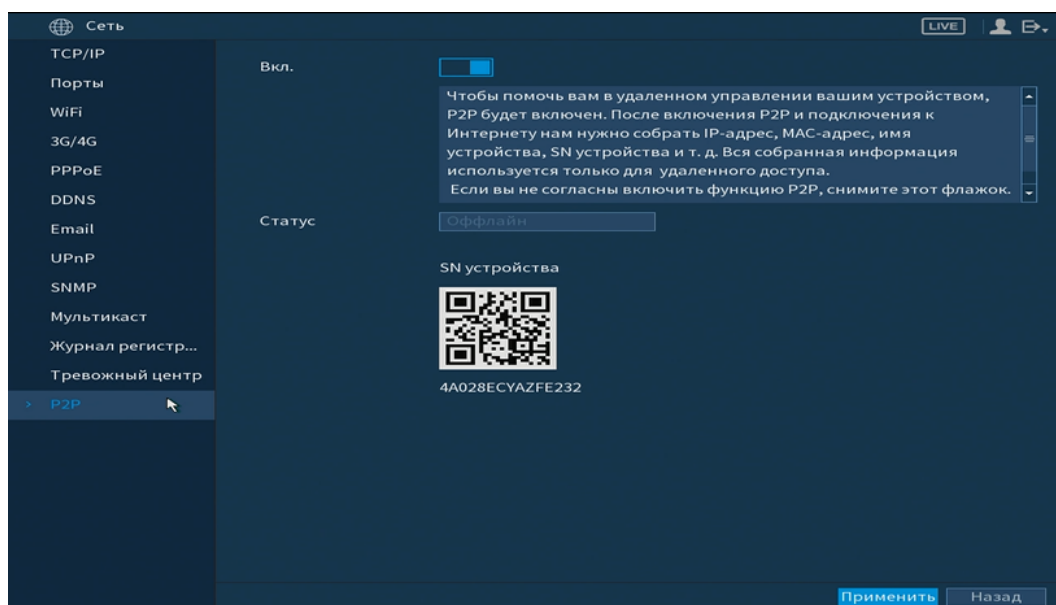 Сеть
LIVE
TCP/IP
Порты
WiFi
3G/4G
PPPoE
DDNS
Email
UPnP
SNMP
Мультикаст
Журнал регистр...
Тревожный центр
> P2P
Вкл.
Чтобы помочь вам в удаленном управлении вашим устройством,
P2P будет включен. После включения P2P и подключения к
Интернету нам нужно собрать IP-адрес, MAC-адрес, имя
устройства, SN устройства и т. д. Вся собранная информация
используется только для удаленного доступа.
Если вы не согласны включить функцию P2P, снимите этот флажок.
Статус
Оффлайн
SN устройства
4A028ECYAZFE232
Применить
Назад